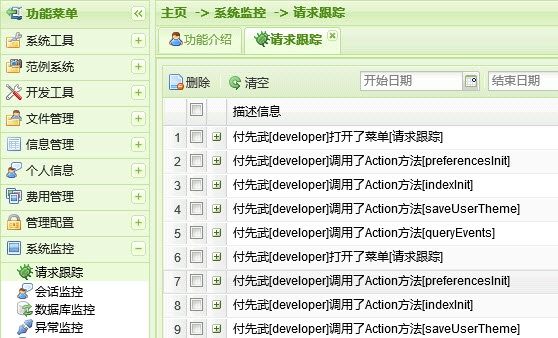 功能菜单
系统工具
范例系统
开发工具
文件管理
信息管理
个人信息
费用管理
管理配置
系统监控
请求跟踪
会话监控
数据库监控
异常监控
主页 -> 系统监控 -> 请求跟踪
功能介绍 请求跟踪
删除 清空 开始日期 结束日期
描述信息
1 付先武[developer]打开了菜单[请求跟踪]
2 付先武[developer]调用了Action方法[preferencesInit]
3 付先武[developer]调用了Action方法[indexInit]
4 付先武[developer]调用了Action方法[saveUserTheme]
5 付先武[developer]调用了Action方法[queryEvents]
6 付先武[developer]打开了菜单[请求跟踪]
7 付先武[developer]调用了Action方法[preferencesInit]
8 付先武[developer]调用了Action方法[indexInit]
9 付先武[developer]调用了Action方法[saveUserTheme]